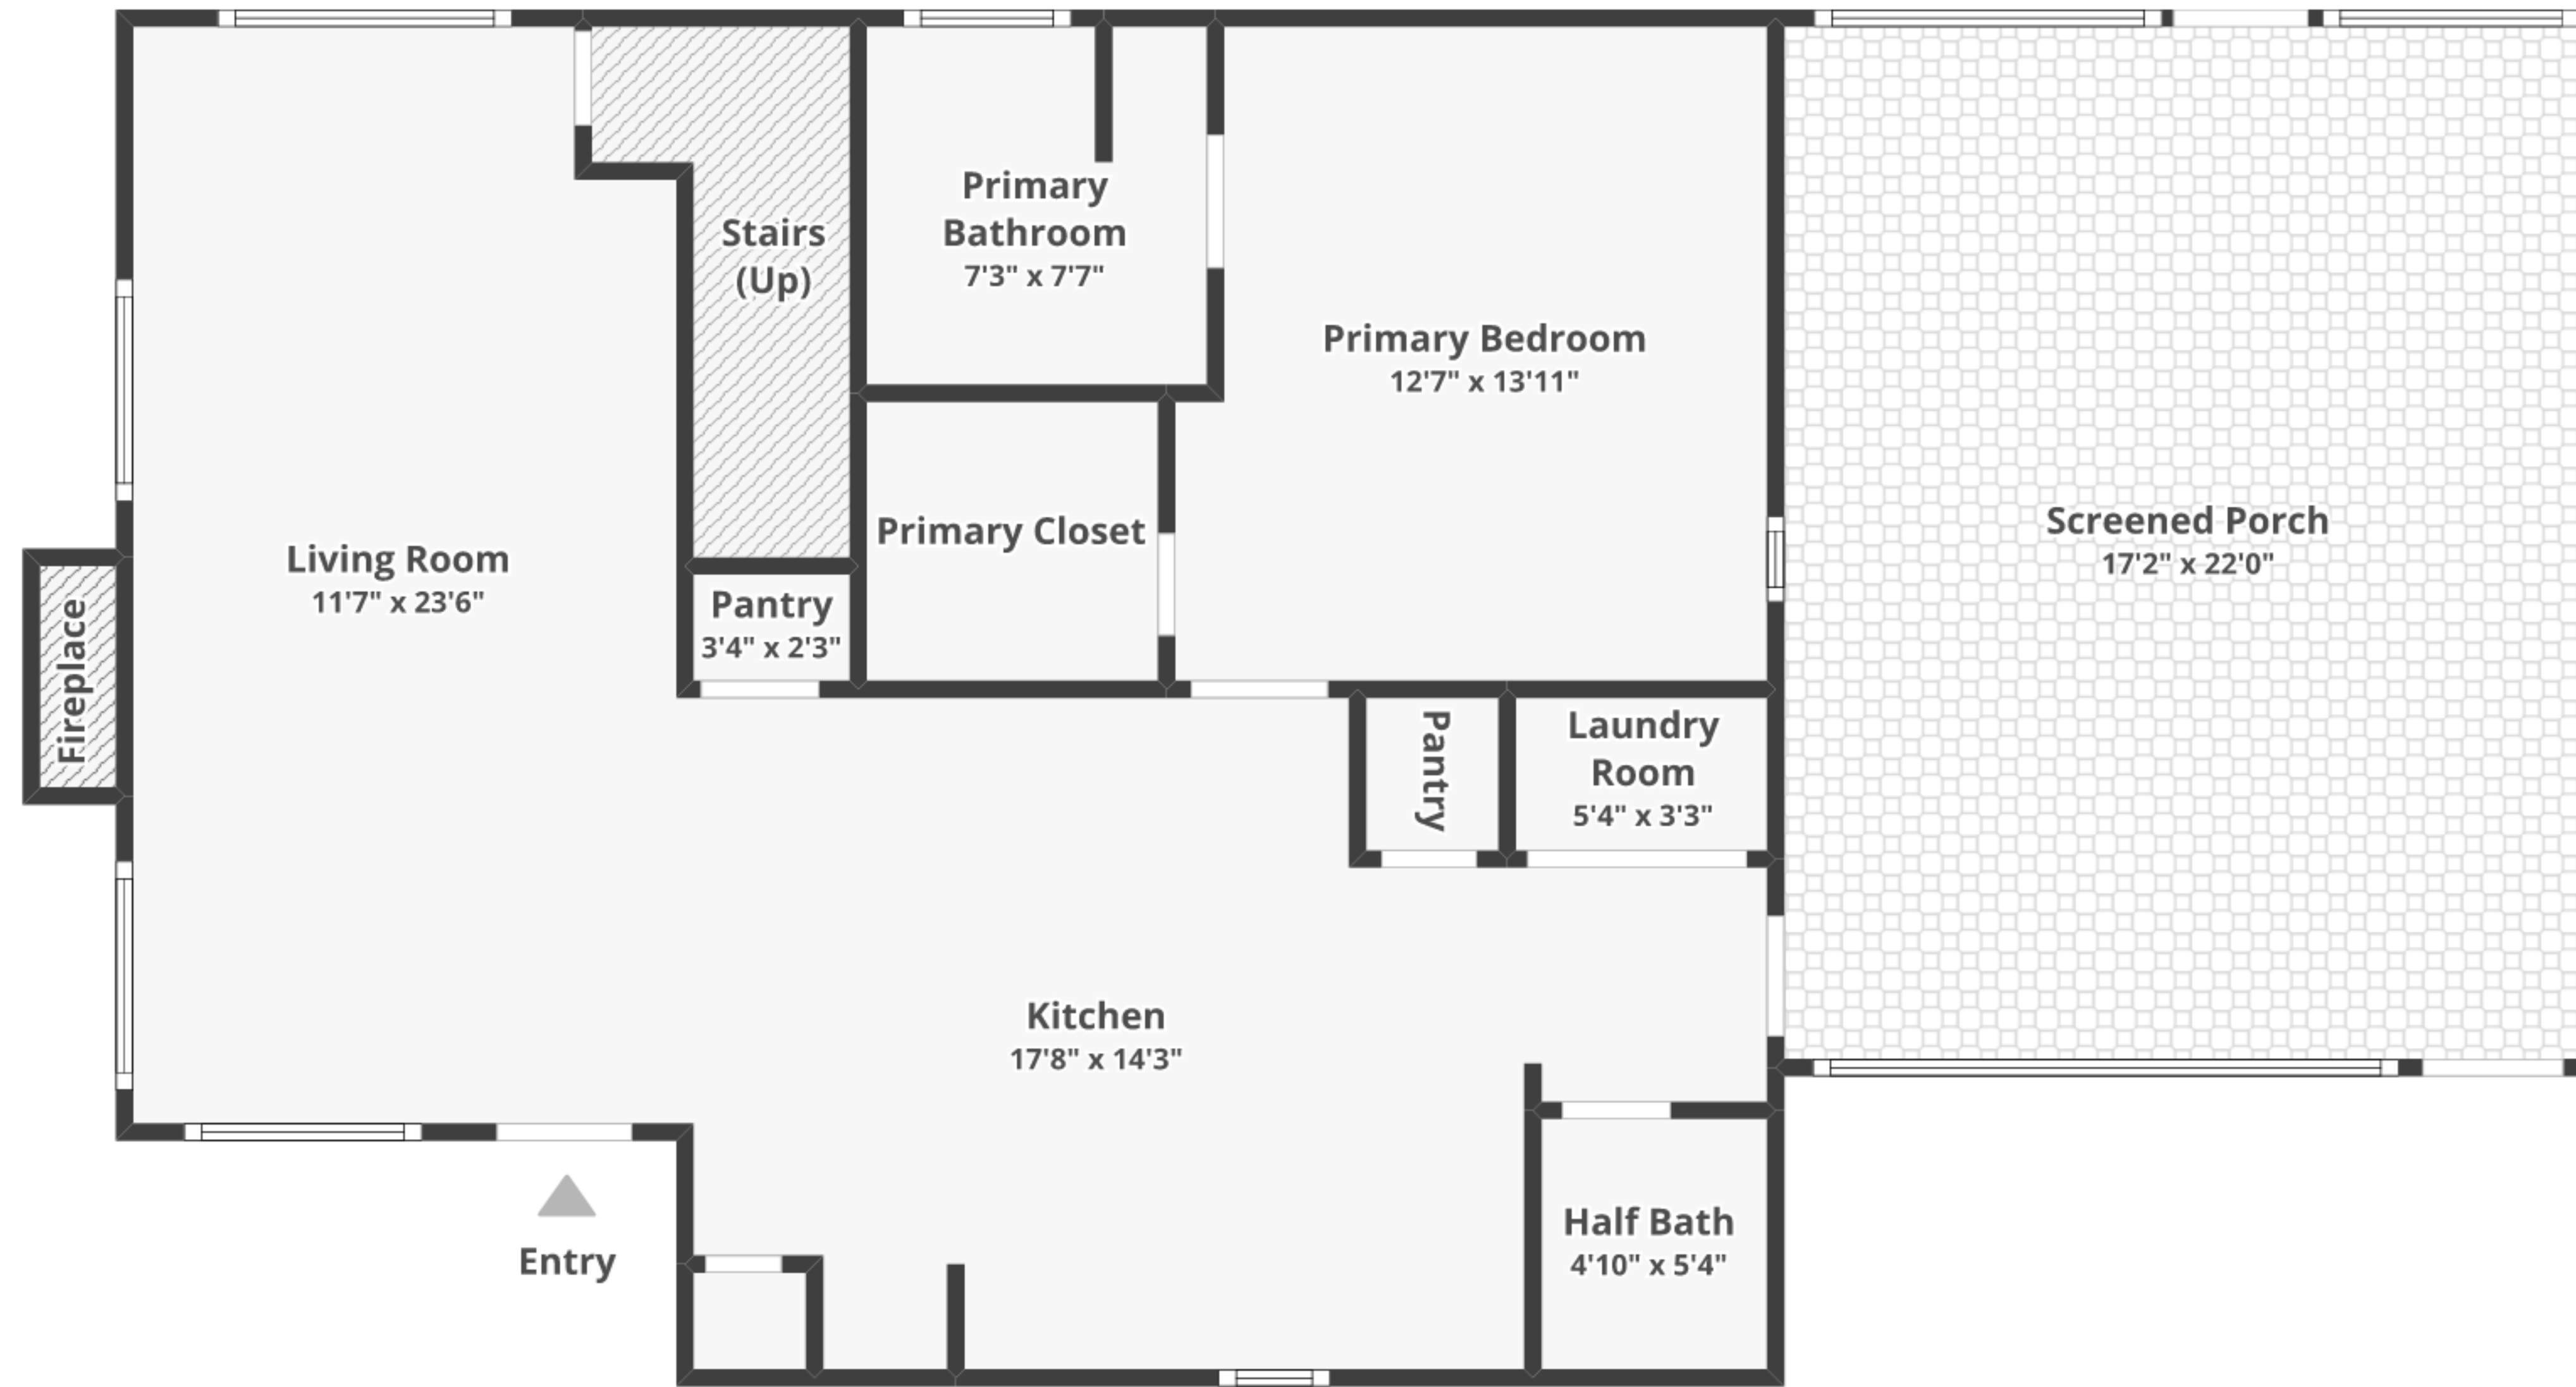 Primary
Bathroom
7'3" x 7'7"
Stairs
(Up)
Primary Bedroom
12'7" x 13'11"
Screened Porch
17'2" x 22'0"
Living Room
11'7" x 23'6"
Primary Closet
Pantry
3'4" x 2'3"
Fireplace
Pantry
Laundry
Room
5'4" x 3'3"
Kitchen
17'8" x 14'3"
Half Bath
4'10" x 5'4"
Entry